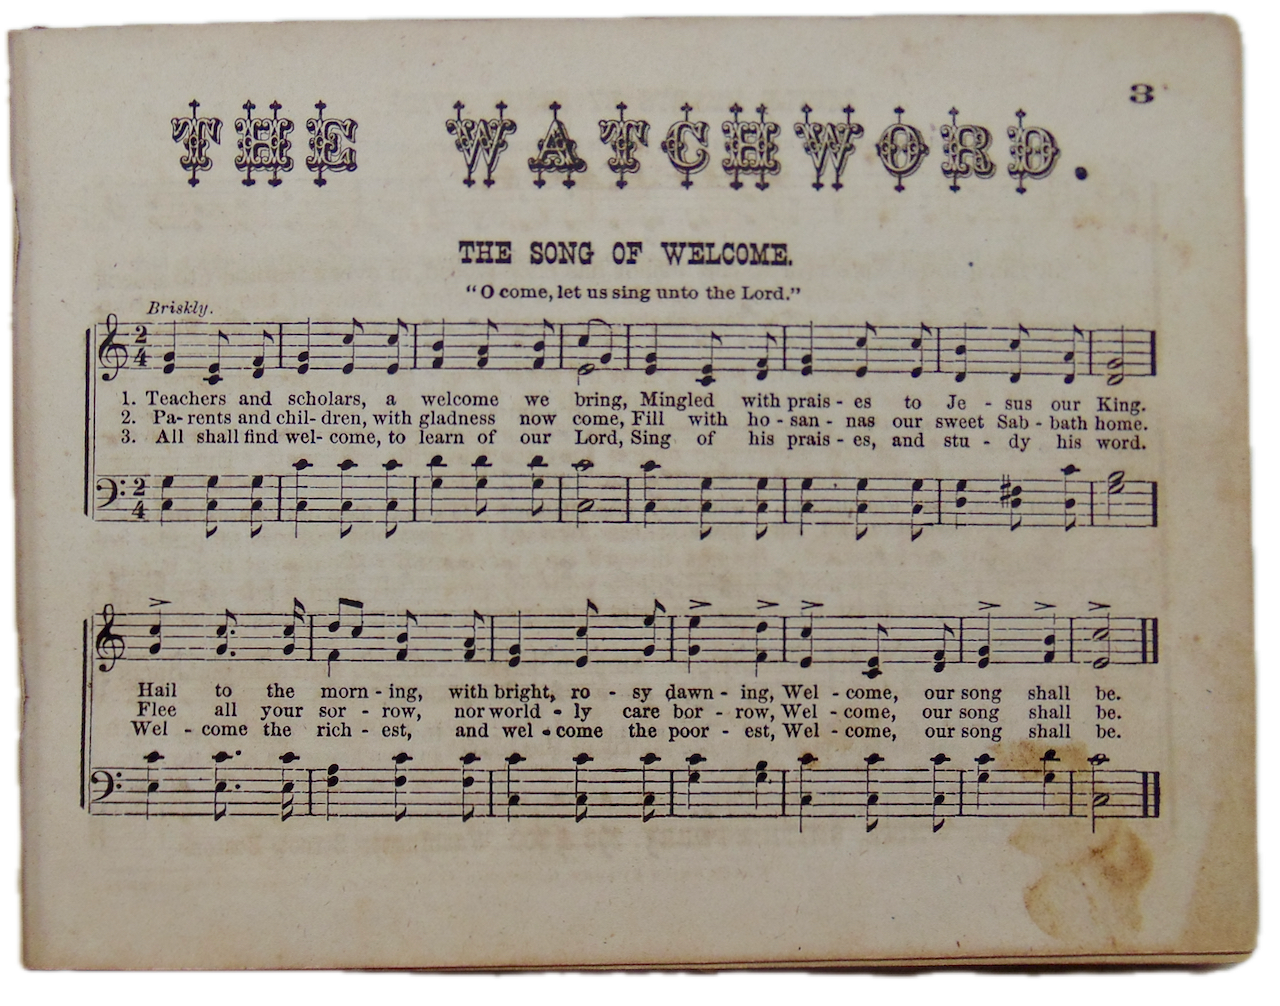 3
THE WATCHWORD.
THE SONG OF WELCOME.
“O come, let us sing unto the Lord.”
Briskly.
2
4
1. Teachers and scholars, a welcome we bring, Mingled with prais - es to Je - sus our King.
2. Pa - rents and chil - dren, with gladness now come, Fill with ho - san - nas our sweet Sab - bath home.
3. All shall find wel - come, to learn of our Lord, Sing of his prais - es, and stu - dy his word.
2
4
Hail to the morn - ing, with bright, ro - sy dawn - ing, Wel - come, our song shall be.
Flee all your sor - row, nor world - ly care bor - row, Wel - come, our song shall be.
Wel - come the rich - est, and wel - come the poor - est, Wel - come, our song shall be.